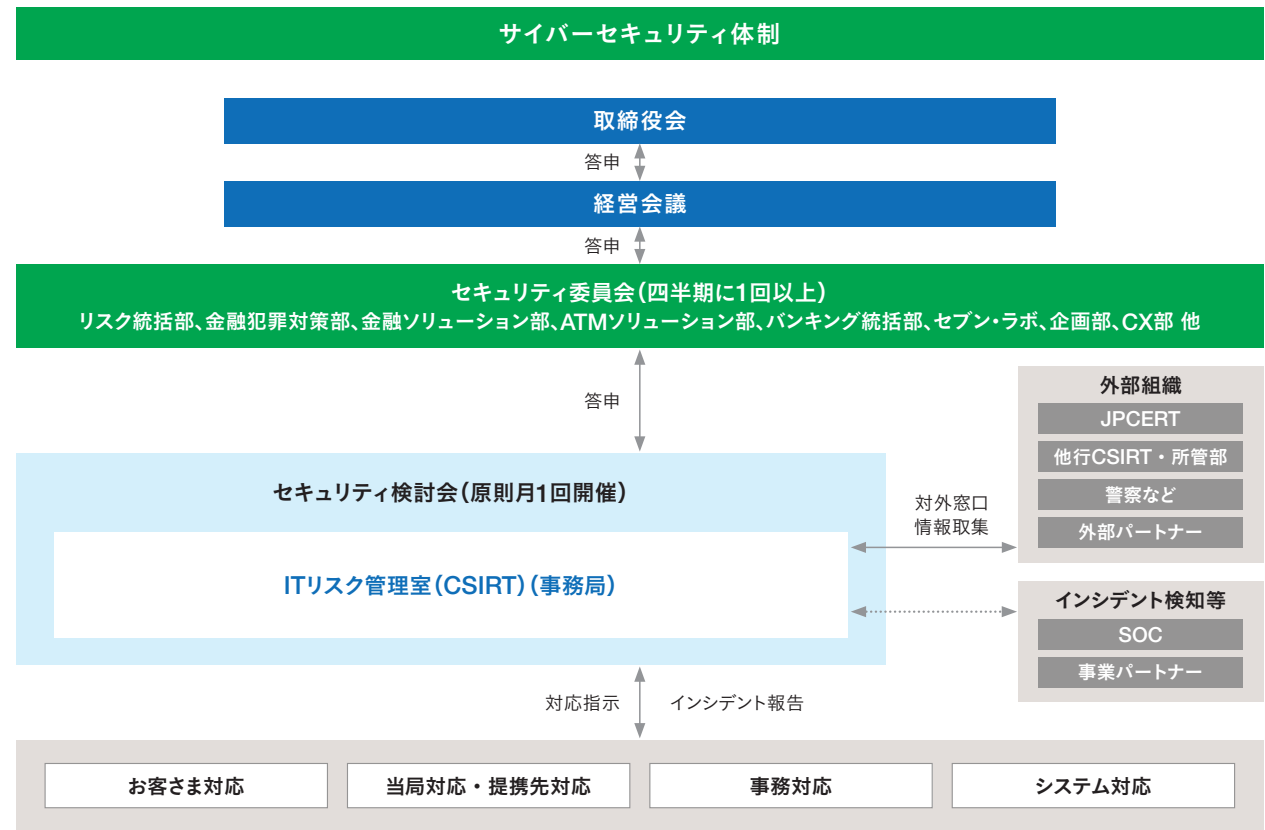 サイバーセキュリティ体制
取締役会
答申
経営会議
答申
セキュリティ委員会(四半期に1回以上)
リスク統括部、金融犯罪対策部、金融ソリューション部、ATMソリューション部、バンキング統括部、セブン・ラボ、企画部、CX部 他
答申
セキュリティ検討会(原則月1回開催)
ITリスク管理室(CSIRT)(事務局)
対外窓口
情報取集
外部組織
JPCERT
他行CSIRT・所管部
警察など
外部パートナー
インシデント検知等
SOC
事業パートナー
対応指示
インシデント報告
お客さま対応
当局対応・提携先対応
事務対応
システム対応